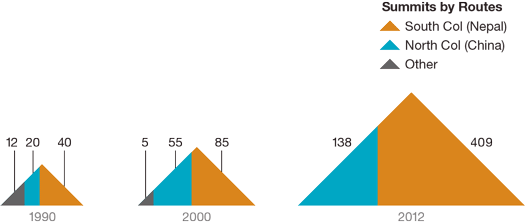 Summits by Routes
South Col (Nepal)
North Col (China)
Other
12 20 40
5 55 85
138 409
1990
2000
2012